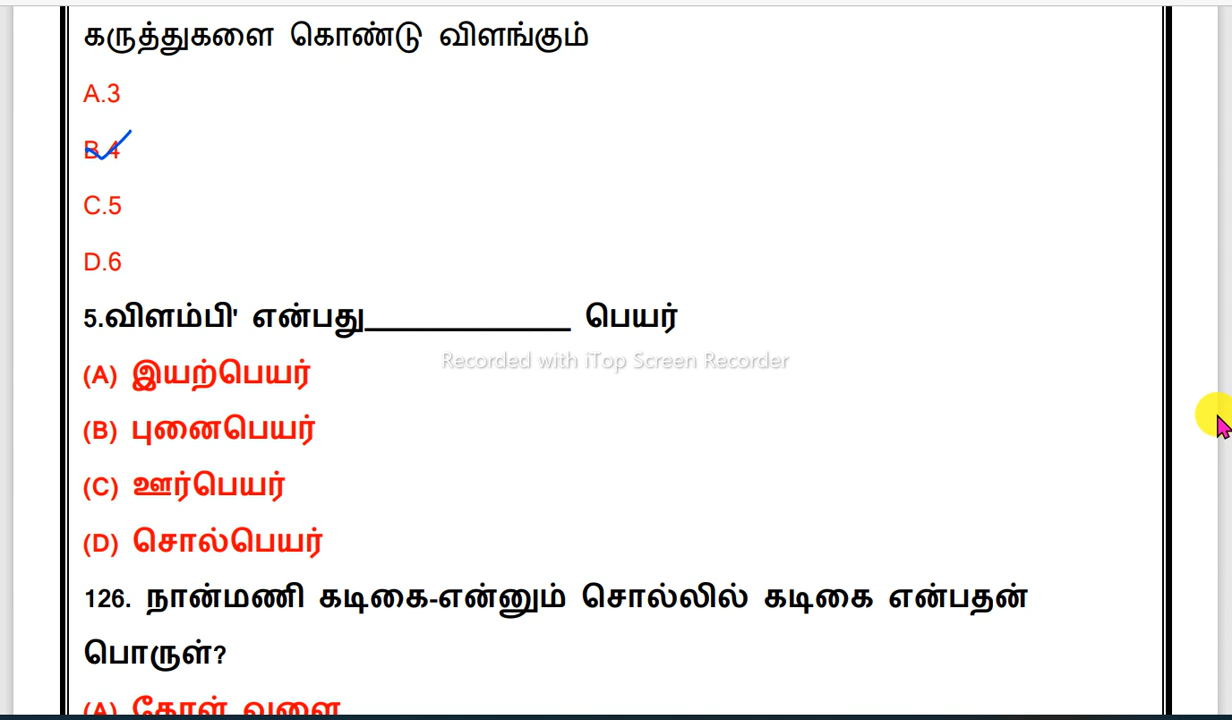 கருத்துகளை கொண்டு விளங்கும்
A.3
B.4
C.5
D.6
5.விளம்பி' என்பது____________ பெயர்
Recorded with iTop Screen Recorder
(A) இயற்பெயர்
(B) புனைபெயர்
(C) ஊர்பெயர்
(D) சொல்பெயர்
126. நான்மணி கடிகை-என்னும் சொல்லில் கடிகை என்பதன்
பொருள்?
(A) தோள் வளை